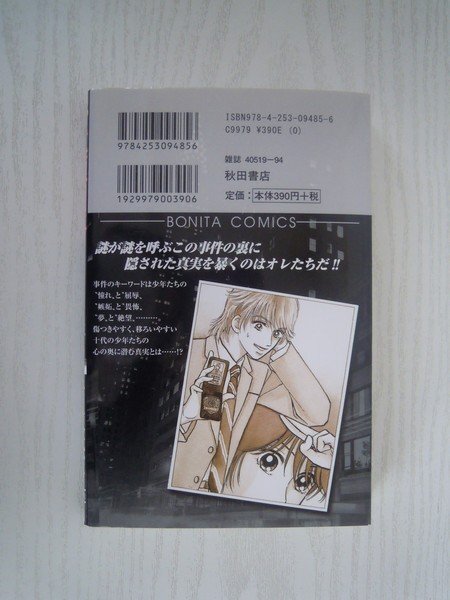 ISBN978-4-253-09485-6
C9979 ¥390E (0)
9784253094856
雑誌 40519-94
秋田書店
定価:本体390円+税
1929979003906
BONITA COMICS
謎が謎を呼ぶこの事件の裏に
隠された真実を暴くのはオレたちだ!!
事件のキーワードは少年たちの
〝憧れ〟と〝屈辱〟
〝嫉妬〟と〝畏怖〟
〝夢〟と〝絶望〟………。
傷つきやすく、移ろいやすい
十代の少年たちの
心の奥に潜む真実とは……!?